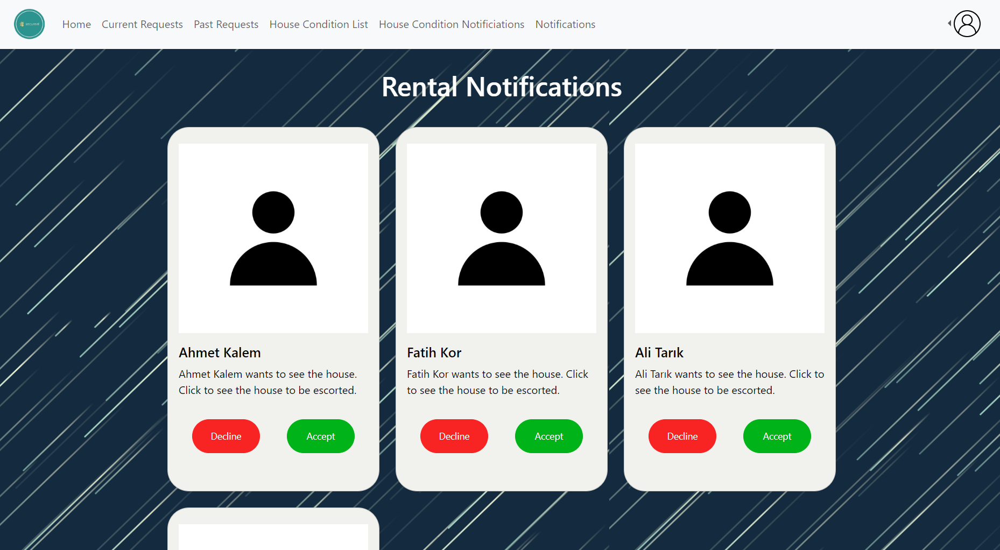 securent
Home Current Requests Past Requests House Condition List House Condition Notificiations Notifications
Rental Notifications
Ahmet Kalem
Ahmet Kalem wants to see the house.
Click to see the house to be escorted.
Decline Accept
Fatih Kor
Fatih Kor wants to see the house. Click
to see the house to be escorted.
Decline Accept
Ali Tarık
Ali Tarık wants to see the house. Click to
see the house to be escorted.
Decline Accept